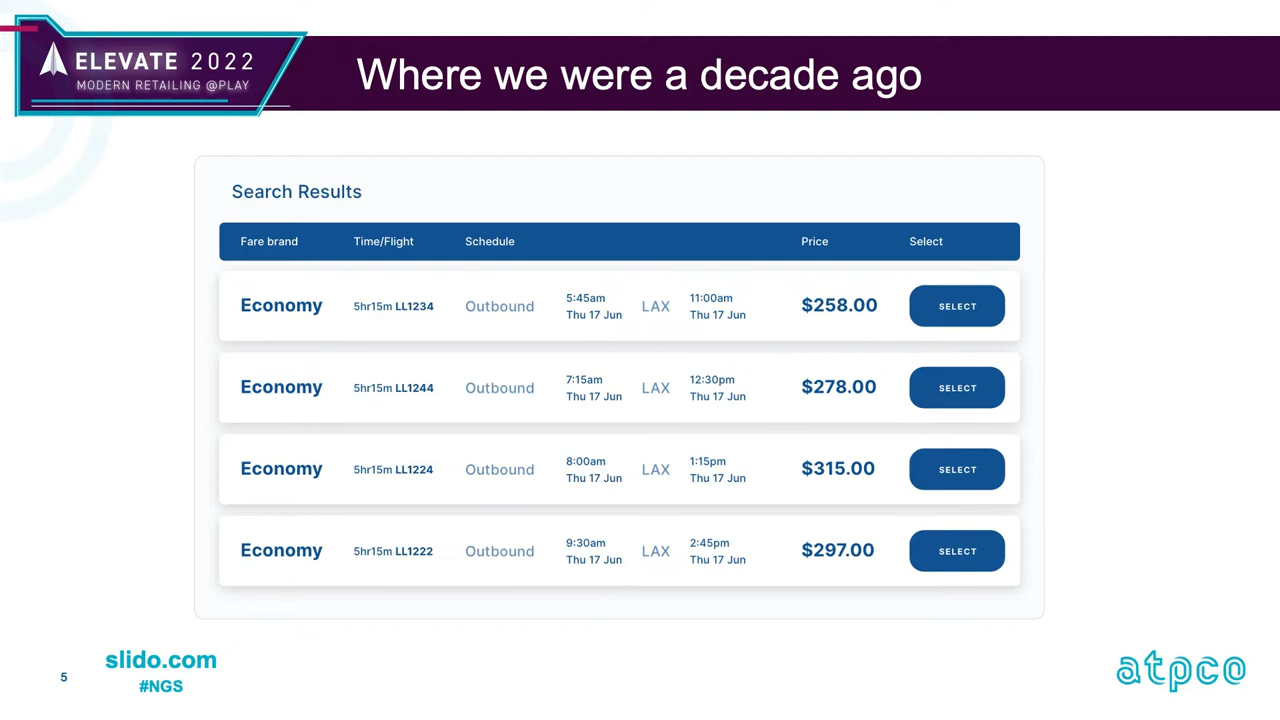 ELEVATE 2022
MODERN RETAILING @PLAY
Where we were a decade ago
Search Results
Fare brand Time/Flight Schedule Price Select
Economy 5hr15m LL1234 Outbound 5:45am Thu 17 Jun LAX 11:00am Thu 17 Jun $258.00 SELECT
Economy 5hr15m LL1244 Outbound 7:15am Thu 17 Jun LAX 12:30pm Thu 17 Jun $278.00 SELECT
Economy 5hr15m LL1224 Outbound 8:00am Thu 17 Jun LAX 1:15pm Thu 17 Jun $315.00 SELECT
Economy 5hr15m LL1222 Outbound 9:30am Thu 17 Jun LAX 2:45pm Thu 17 Jun $297.00 SELECT
5
slido.com
#NGS
atpco